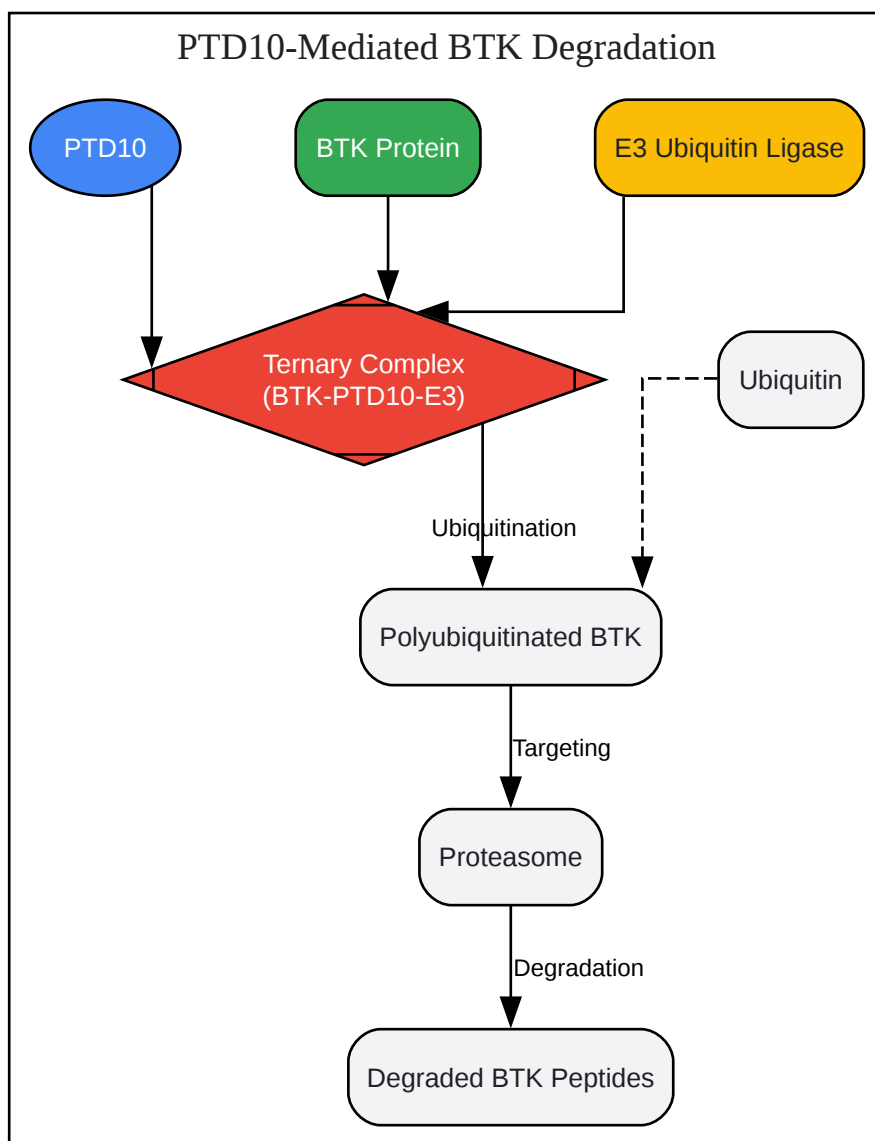 PTD10-Mediated BTK Degradation
PTD10
BTK Protein
E3 Ubiquitin Ligase
Ternary Complex
(BTK-PTD10-E3)
Ubiquitin
Ubiquitination
Polyubiquitinated BTK
Targeting
Proteasome
Degradation
Degraded BTK Peptides